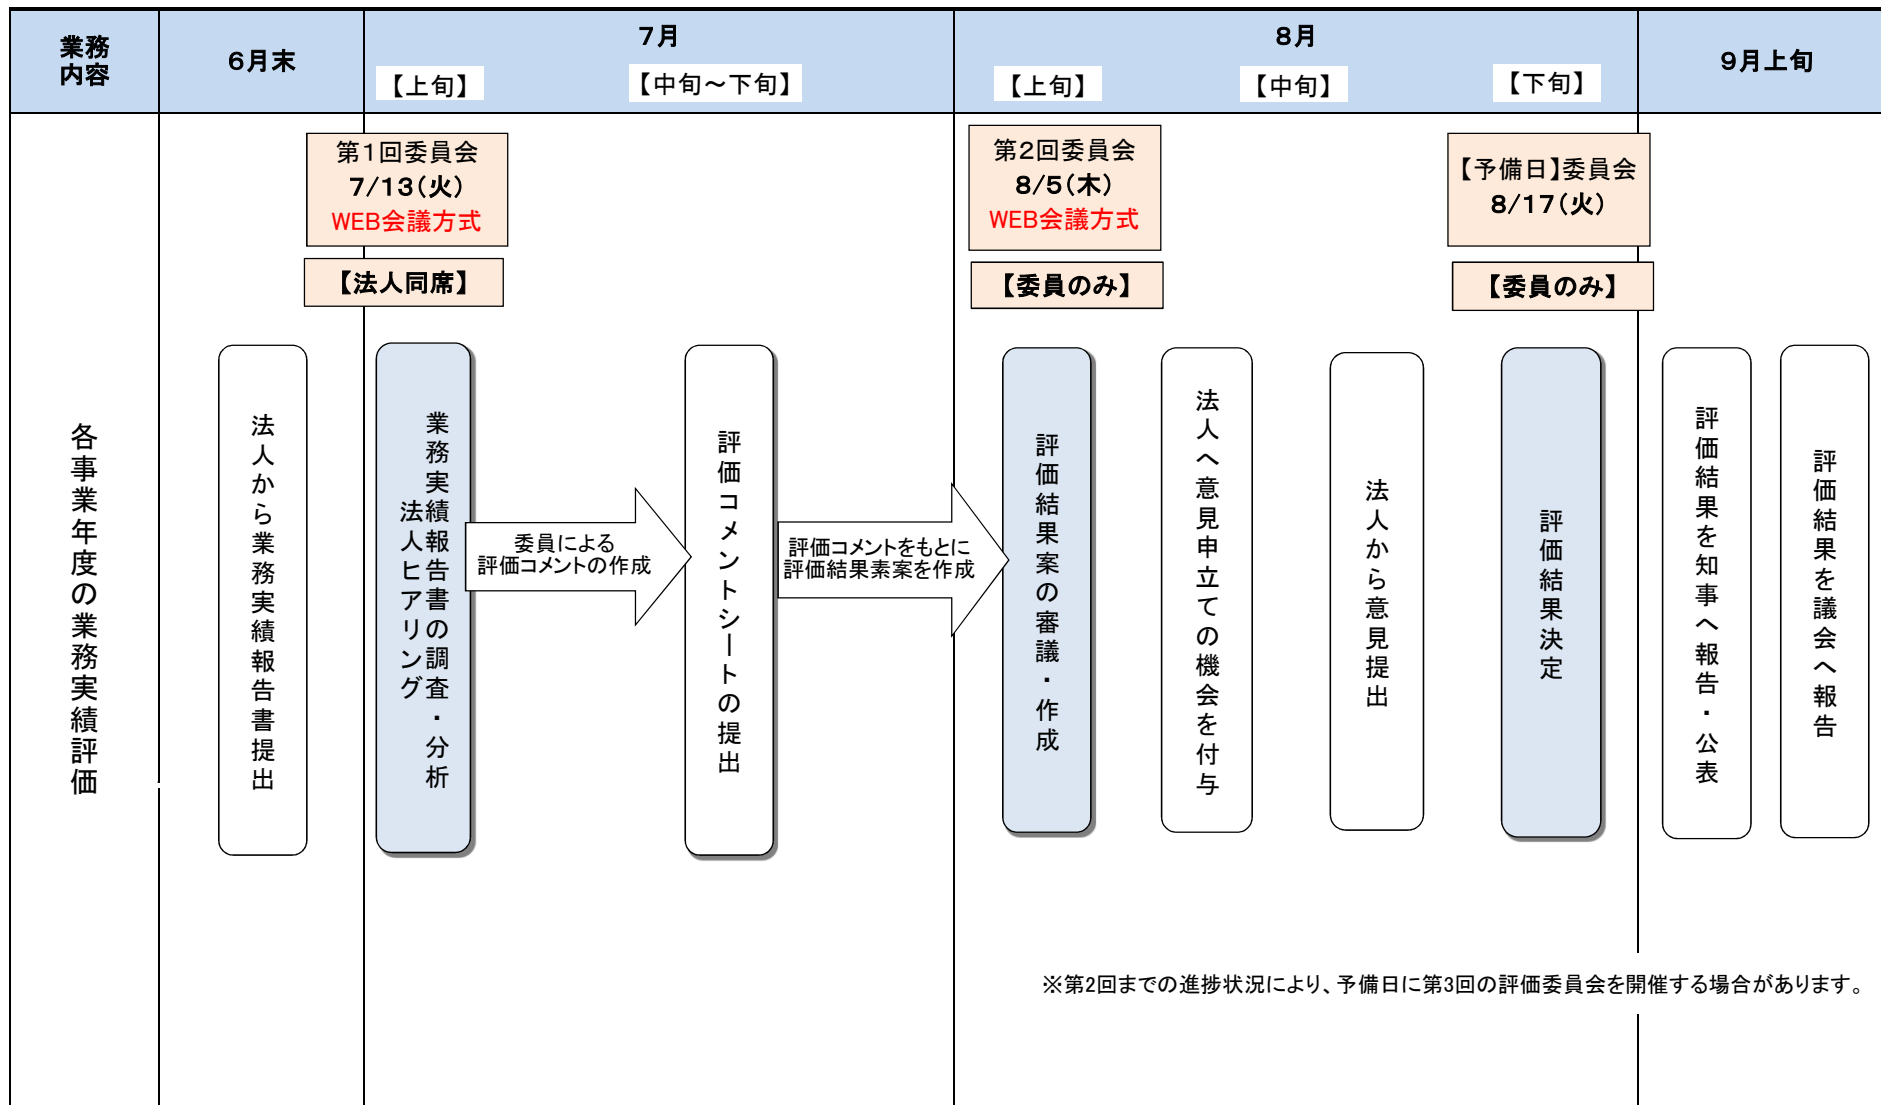 業務
内容
6月末
7月
【上旬】
【中旬～下旬】
8月
【上旬】
【中旬】
【下旬】
9月上旬
第1回委員会
7/13(火)
WEB会議方式
【法人同席】
第2回委員会
8/5(木)
WEB会議方式
【委員のみ】
【予備日】委員会
8/17(火)
【委員のみ】
各事業年度の業務実績評価
法人から業務実績報告書提出
業務実績報告書の調査・分析
法人ヒアリング
委員による
評価コメントの作成
評価コメントシートの提出
評価コメントをもとに
評価結果素案を作成
評価結果案の審議・作成
法人へ意見申立ての機会を付与
法人から意見提出
評価結果決定
評価結果を知事へ報告・公表
評価結果を議会へ報告
※第2回までの進捗状況により、予備日に第3回の評価委員会を開催する場合があります。